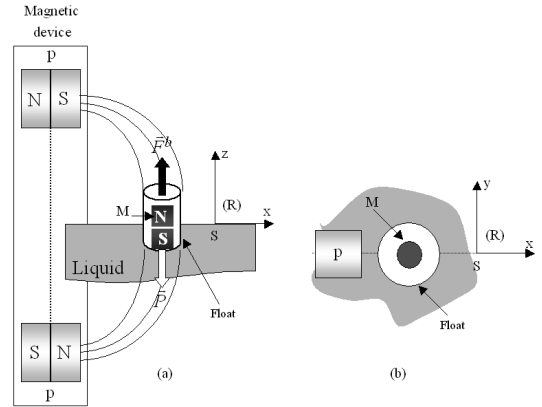 Magnetic
device
p
N S
F⃗ᵇ
z
M
N
(R)
x
S
S
Liquid
P⃗
Float
S N
p
(a)
y
M
(R)
p
x
S
Float
(b)